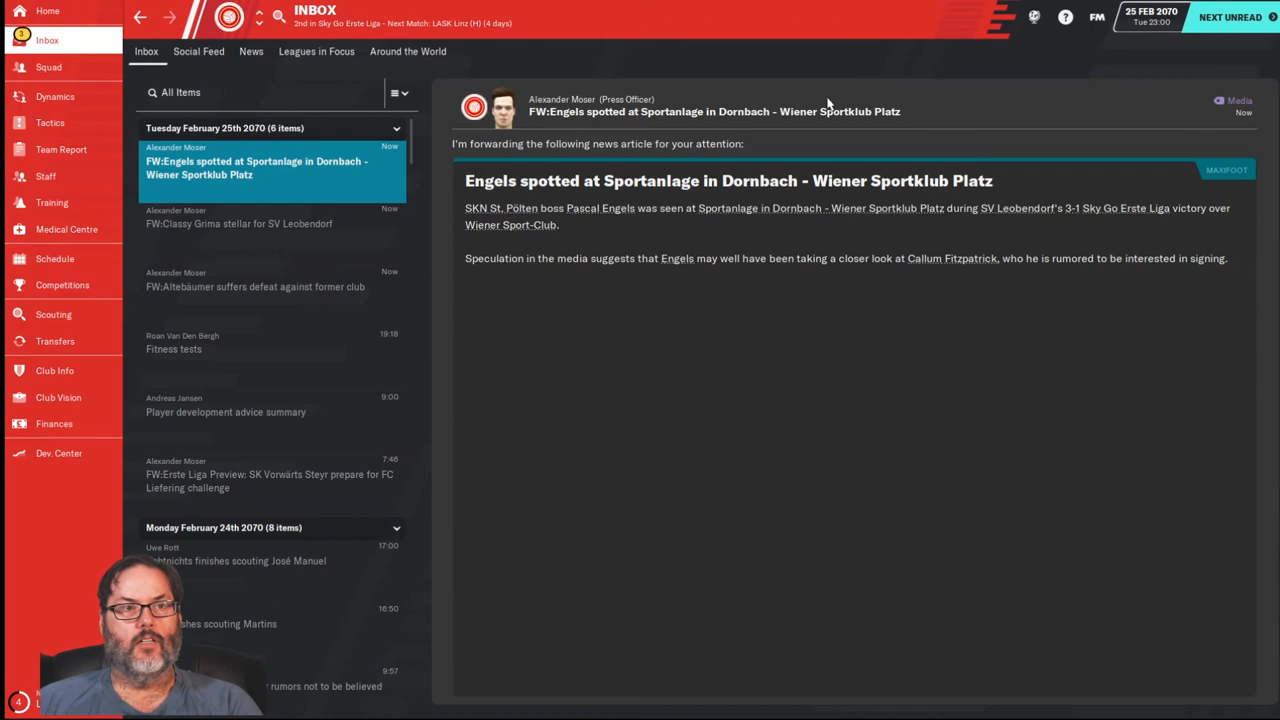 Home
INBOX
2nd in Sky Go Erste Liga - Next Match: LASK Linz (H) (4 days)
FM
25 FEB 2070
Tue 23:00
NEXT UNREAD
3
Inbox
Squad
Dynamics
Tactics
Team Report
Staff
Training
Medical Centre
Schedule
Competitions
Scouting
Transfers
Club Info
Club Vision
Finances
Dev. Center
4
Inbox
Social Feed
News
Leagues in Focus
Around the World
All Items
Tuesday February 25th 2070 (6 items)
Alexander Moser
Now
FW:Engels spotted at Sportanlage in Dornbach -
Wiener Sportklub Platz
Alexander Moser
Now
FW:Classy Grima stellar for SV Leobendorf
Alexander Moser
Now
FW:Altebäumer suffers defeat against former club
Roan Van Den Bergh
19:18
Fitness tests
Andreas Jansen
9:00
Player development advice summary
Alexander Moser
7:46
FW:Erste Liga Preview: SK Vorwärts Steyr prepare for FC
Liefering challenge
Monday February 24th 2070 (8 items)
Uwe Rott
17:00
finishes scouting José Manuel
16:50
shes scouting Martins
9:57
rumors not to be believed
Alexander Moser (Press Officer)
FW:Engels spotted at Sportanlage in Dornbach - Wiener Sportklub Platz
Media
Now
I'm forwarding the following news article for your attention:
MAXIFOOT
Engels spotted at Sportanlage in Dornbach - Wiener Sportklub Platz
SKN St. Pölten boss Pascal Engels was seen at Sportanlage in Dornbach - Wiener Sportklub Platz during SV Leobendorf's 3-1 Sky Go Erste Liga victory over
Wiener Sport-Club.
Speculation in the media suggests that Engels may well have been taking a closer look at Callum Fitzpatrick, who he is rumored to be interested in signing.